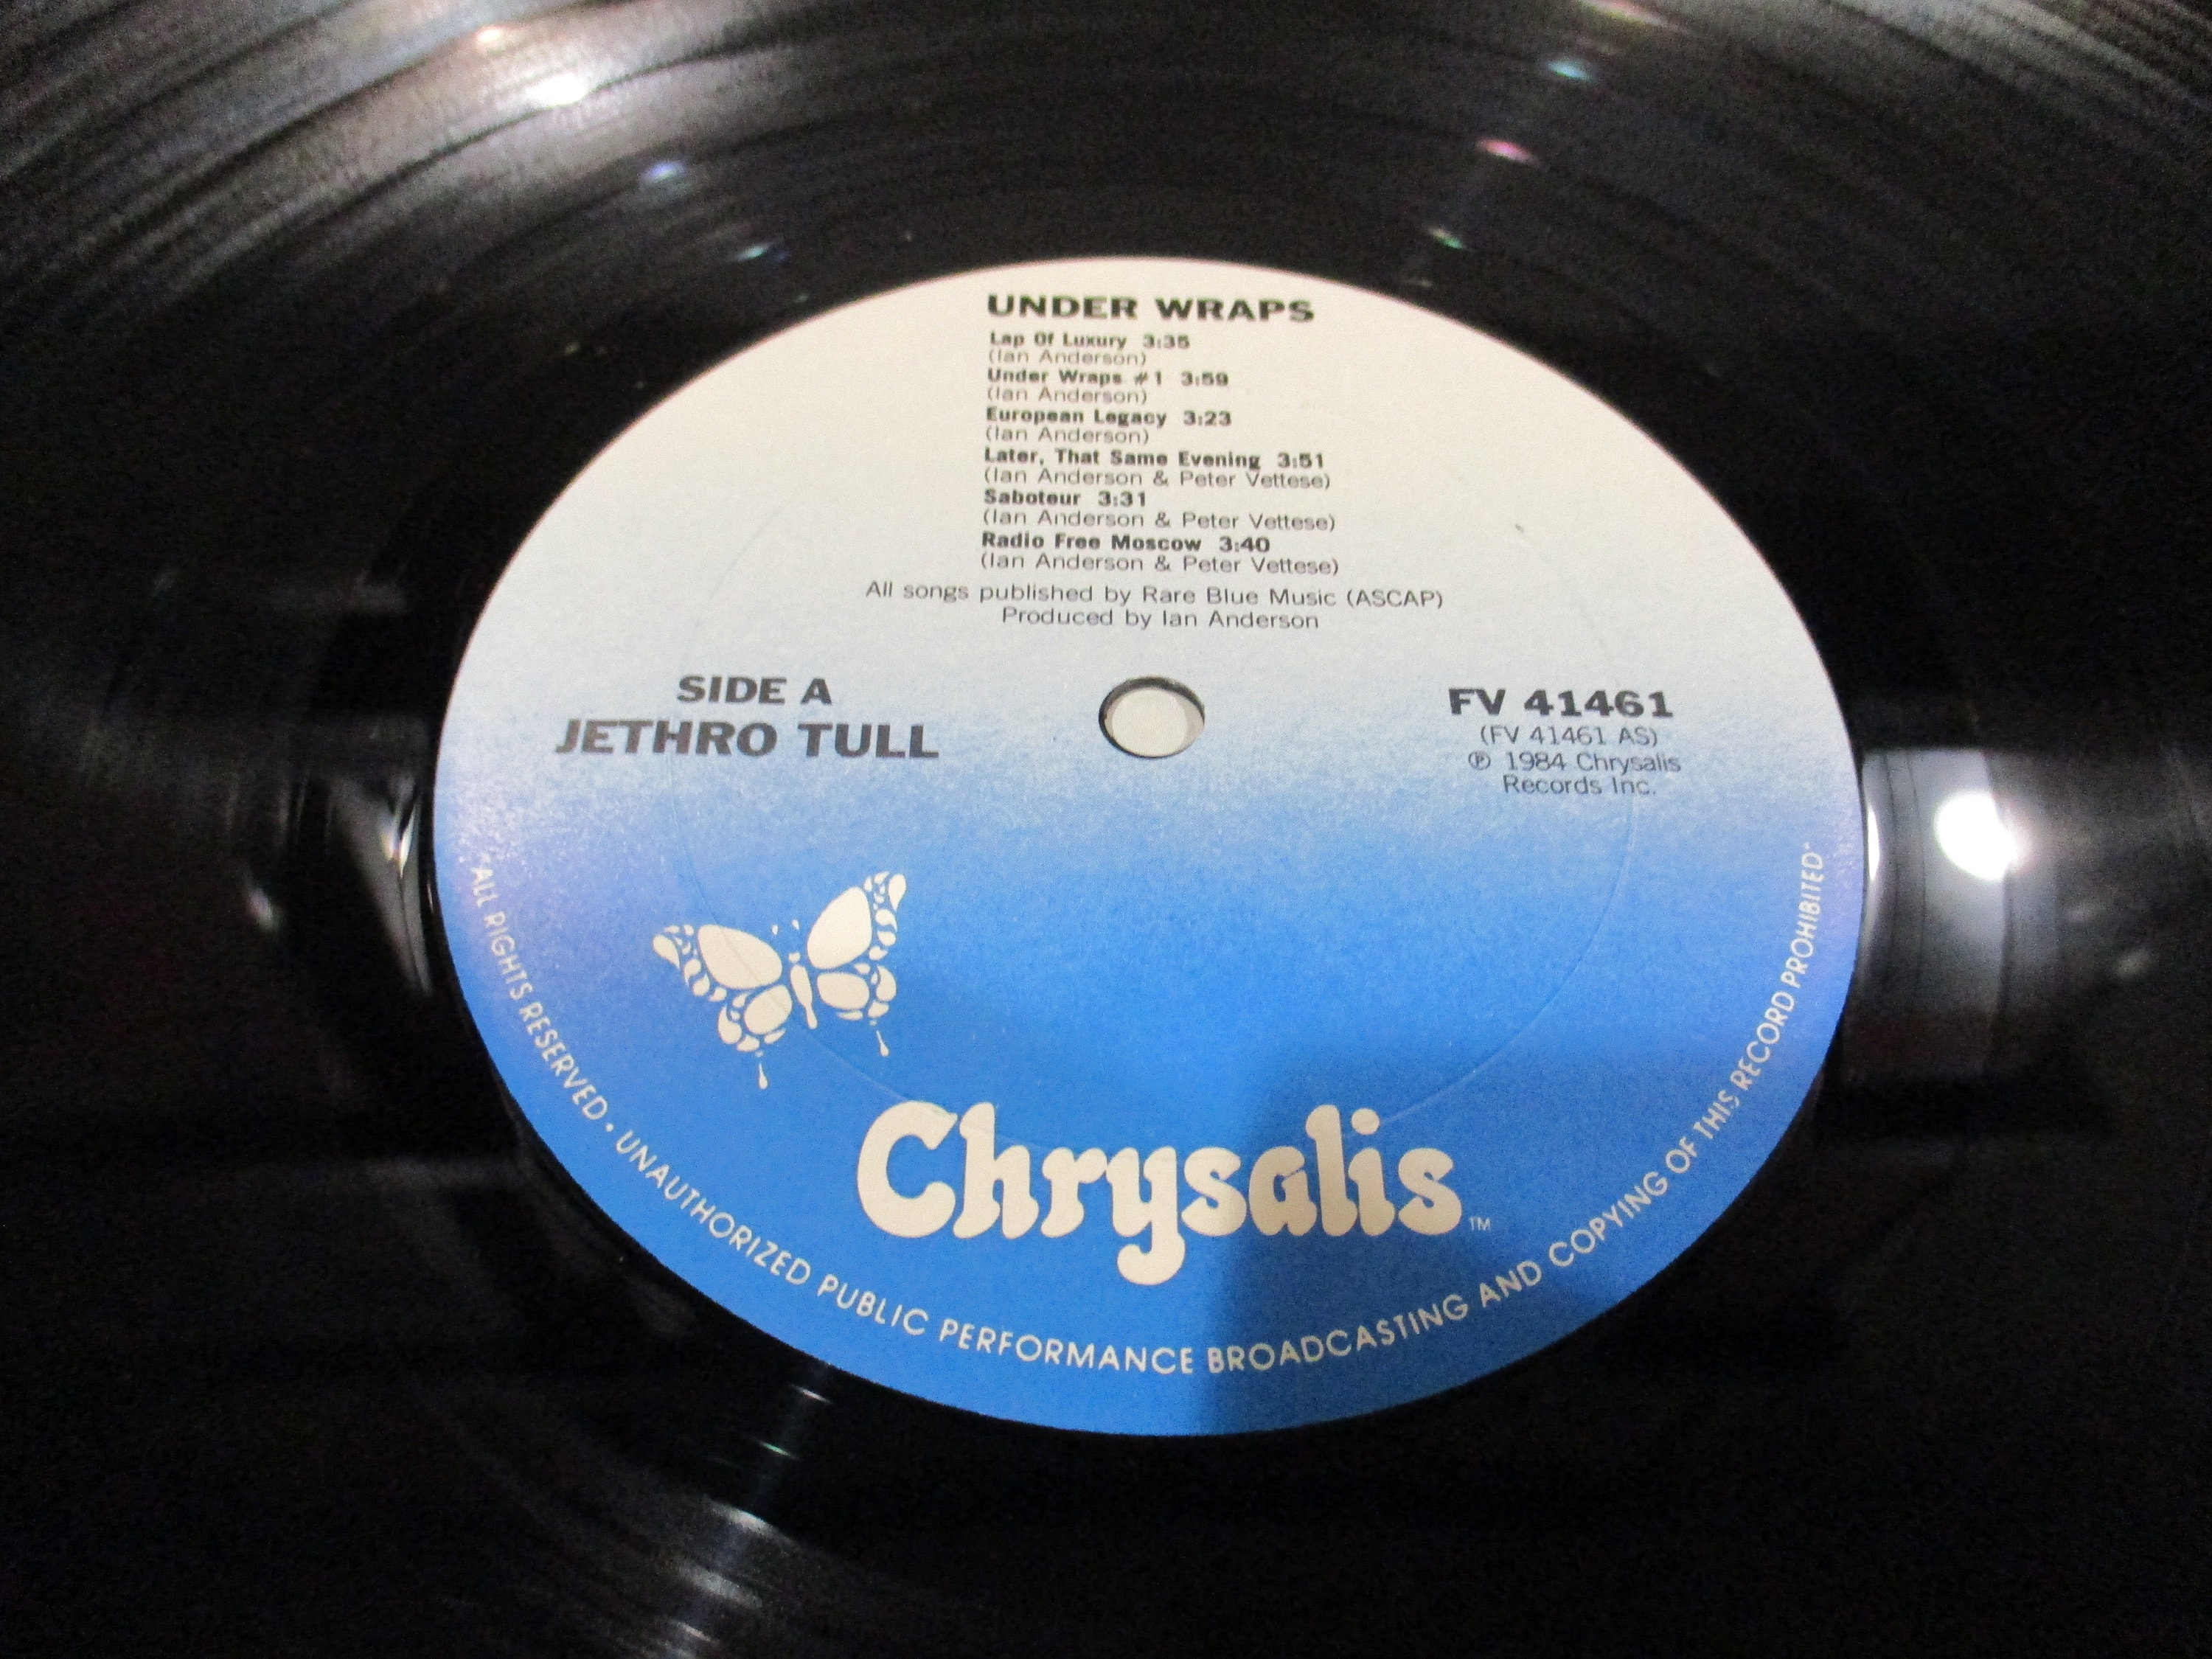 UNDER WRAPS
Lap Of Luxury 3:35
(Ian Anderson)
Under Wraps #1 3:59
(Ian Anderson)
European Legacy 3:23
(Ian Anderson)
Later, That Same Evening 3:51
(Ian Anderson & Peter Vettese)
Saboteur 3:31
(Ian Anderson & Peter Vettese)
Radio Free Moscow 3:40
(Ian Anderson & Peter Vettese)
All songs published by Rare Blue Music (ASCAP)
Produced by Ian Anderson
SIDE A
JETHRO TULL
FV 41461
(FV 41461 AS)
℗ 1984 Chrysalis
Records Inc.
Chrysalis™
"ALL RIGHTS RESERVED • UNAUTHORIZED PUBLIC PERFORMANCE BROADCASTING AND COPYING OF THIS RECORD PROHIBITED"